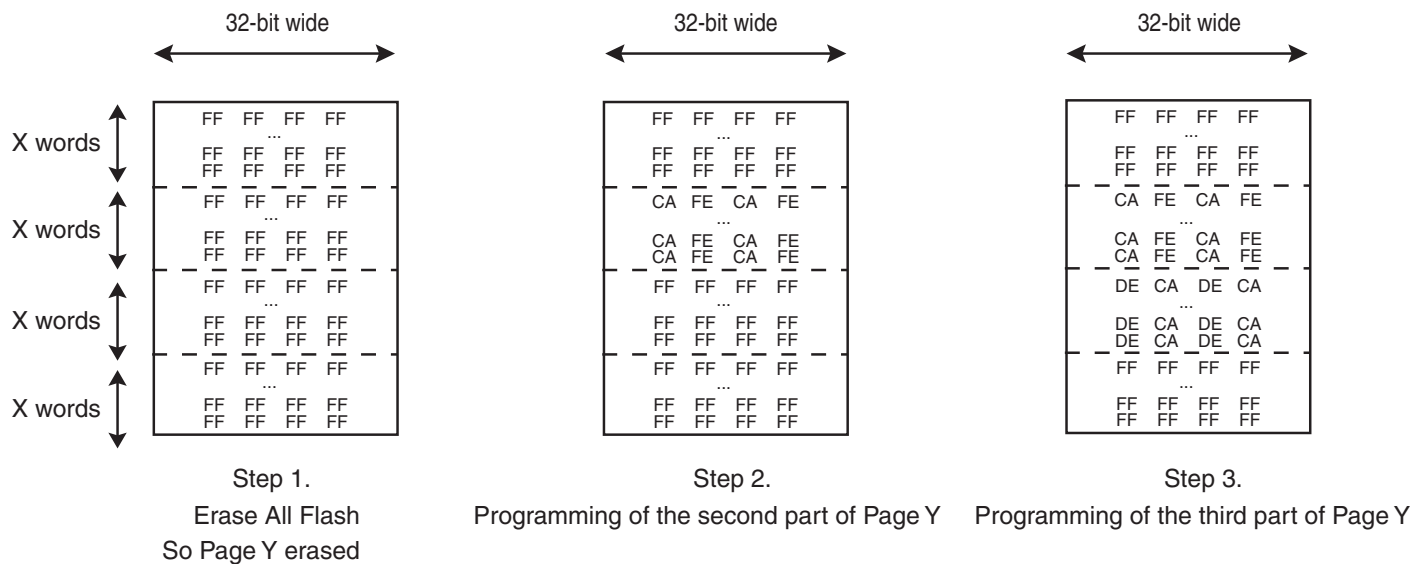 32-bit wide 32-bit wide 32-bit wide
X words FF FF FF FF FF FF FF FF FF FF FF FF
... ... ...
FF FF FF FF FF FF FF FF FF FF FF FF
FF FF FF FF FF FF FF FF FF FF FF FF
X words FF FF FF FF CA FE CA FE CA FE CA FE
... ... ...
FF FF FF FF CA FE CA FE CA FE CA FE
FF FF FF FF CA FE CA FE CA FE CA FE
X words FF FF FF FF FF FF FF FF DE CA DE CA
... ... ...
FF FF FF FF FF FF FF FF DE CA DE CA
FF FF FF FF FF FF FF FF DE CA DE CA
X words FF FF FF FF FF FF FF FF FF FF FF FF
... ... ...
FF FF FF FF FF FF FF FF FF FF FF FF
FF FF FF FF FF FF FF FF FF FF FF FF
Step 1. Step 2. Step 3.
Erase All Flash Programming of the second part of Page Y Programming of the third part of Page Y
So Page Y erased